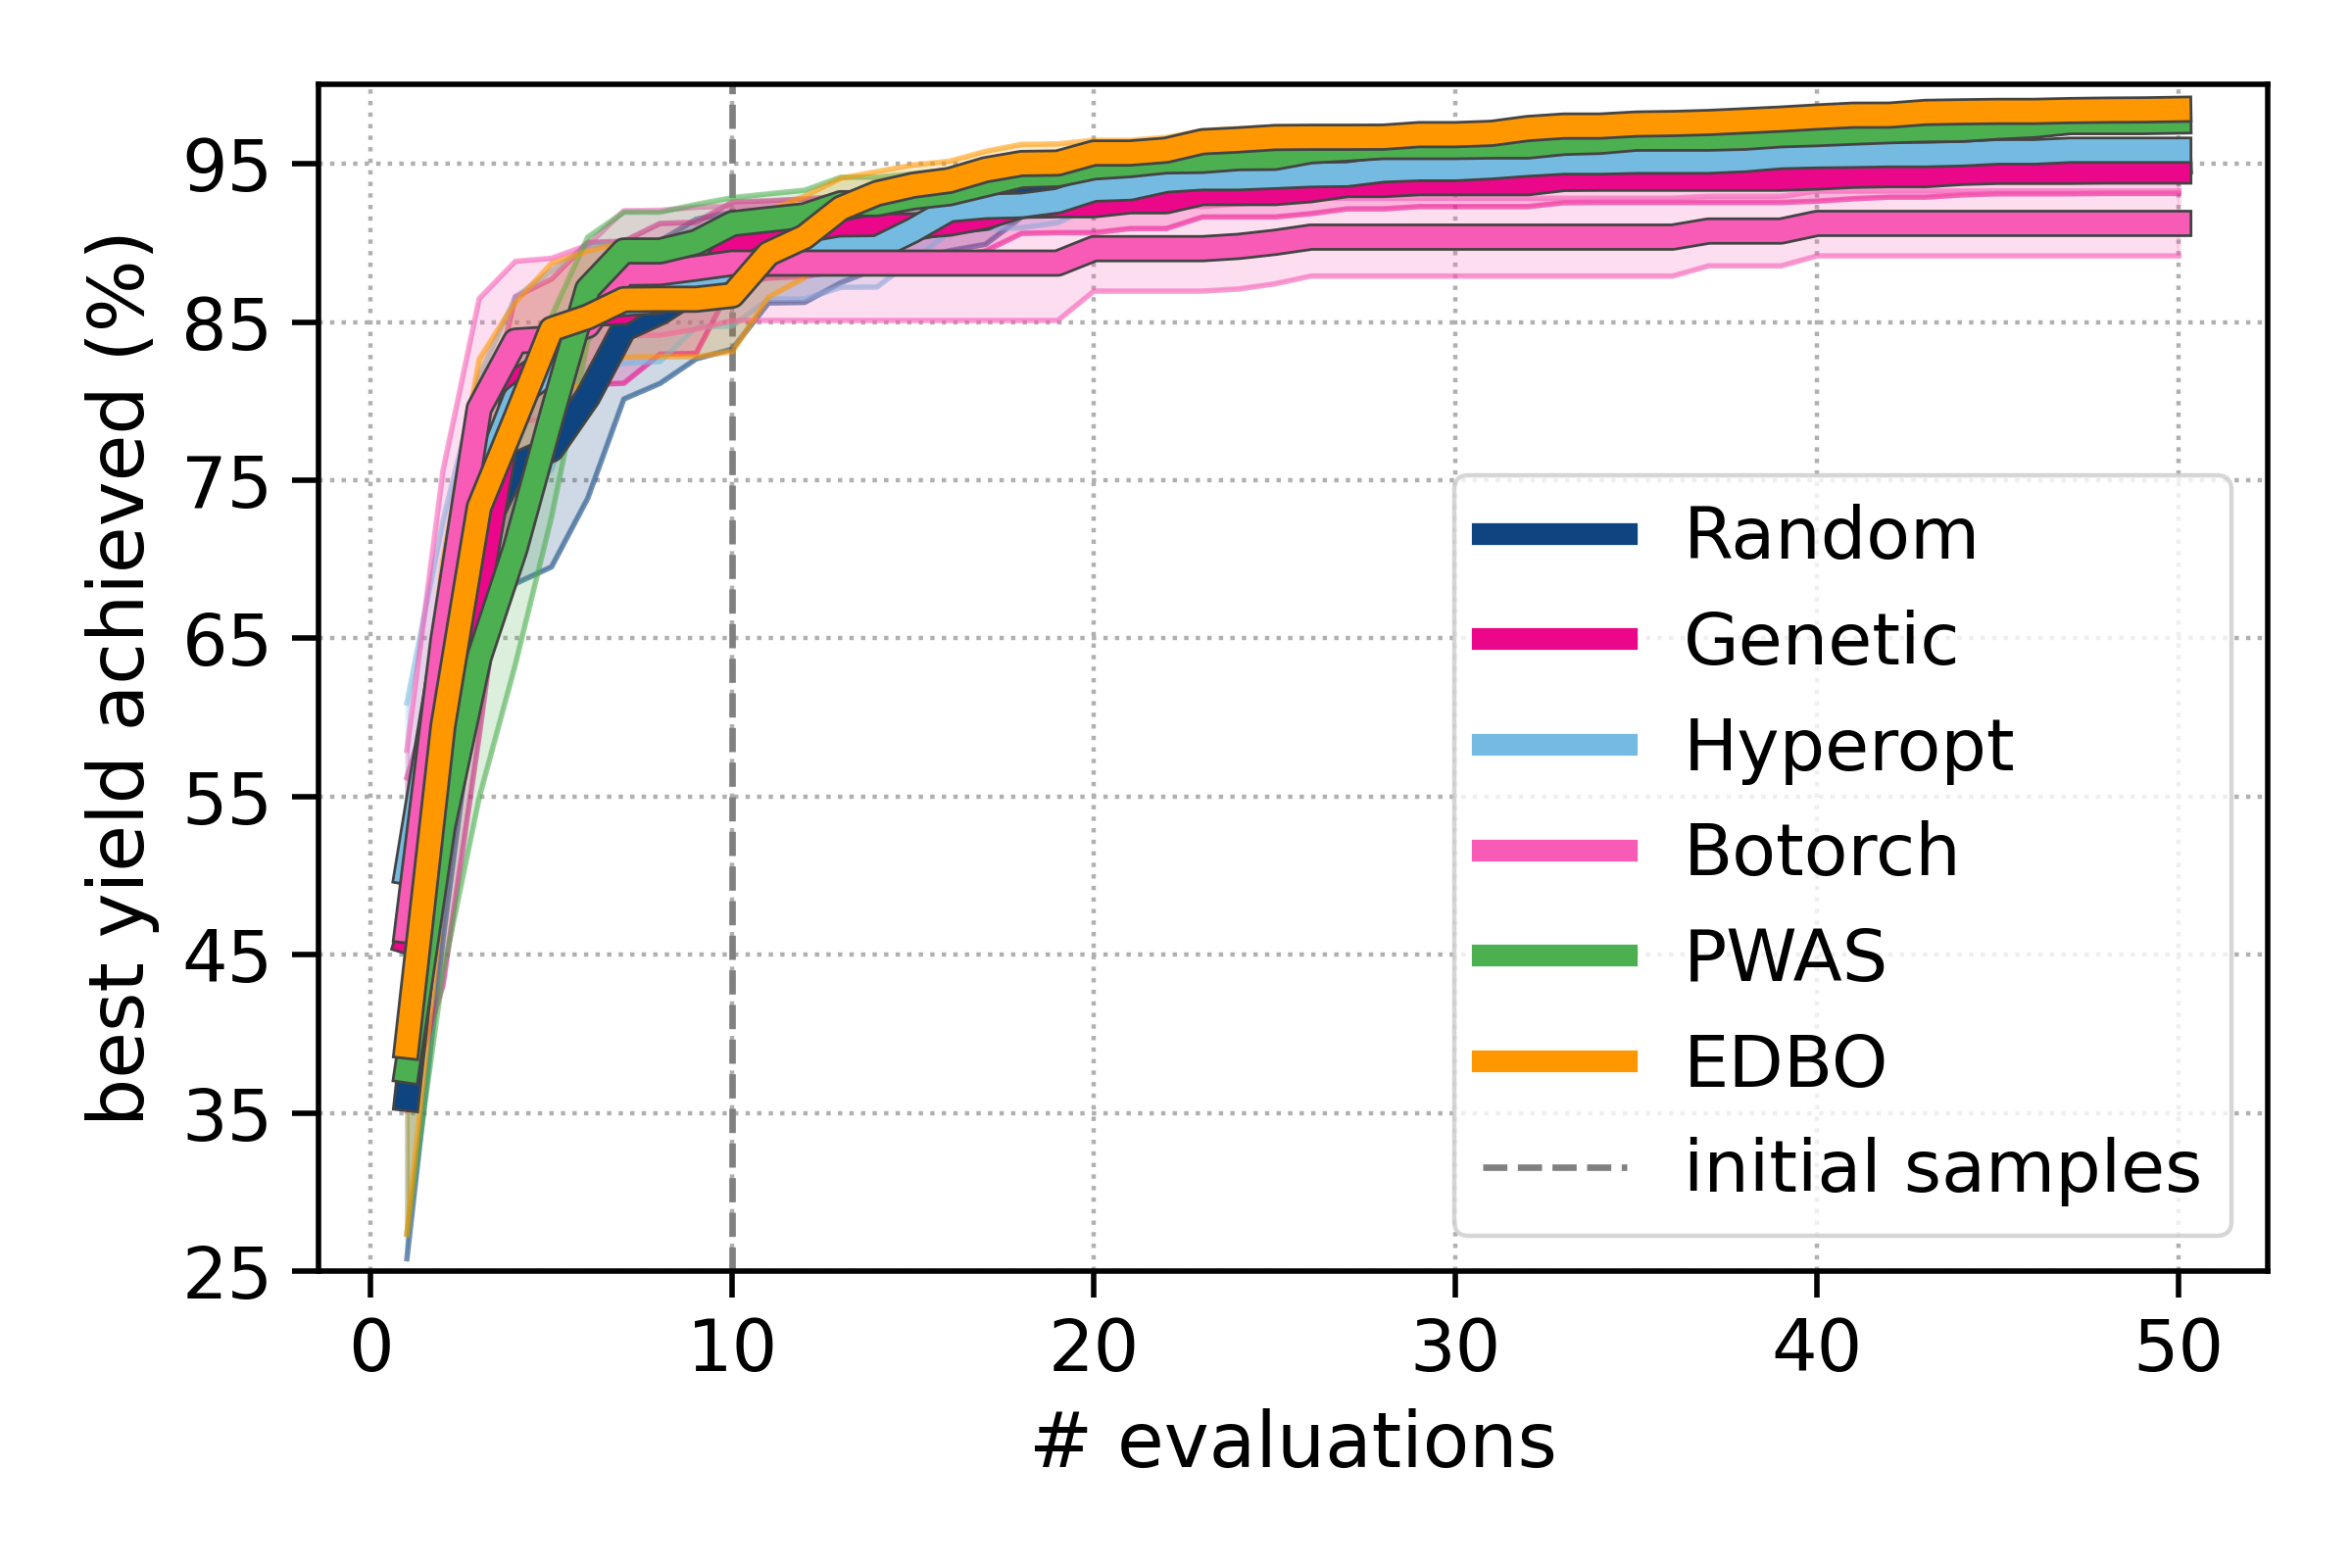 best yield achieved (%)
95
85
75
65
55
45
35
25
0 10 20 30 40 50
# evaluations
Random
Genetic
Hyperopt
Botorch
PWAS
EDBO
initial samples